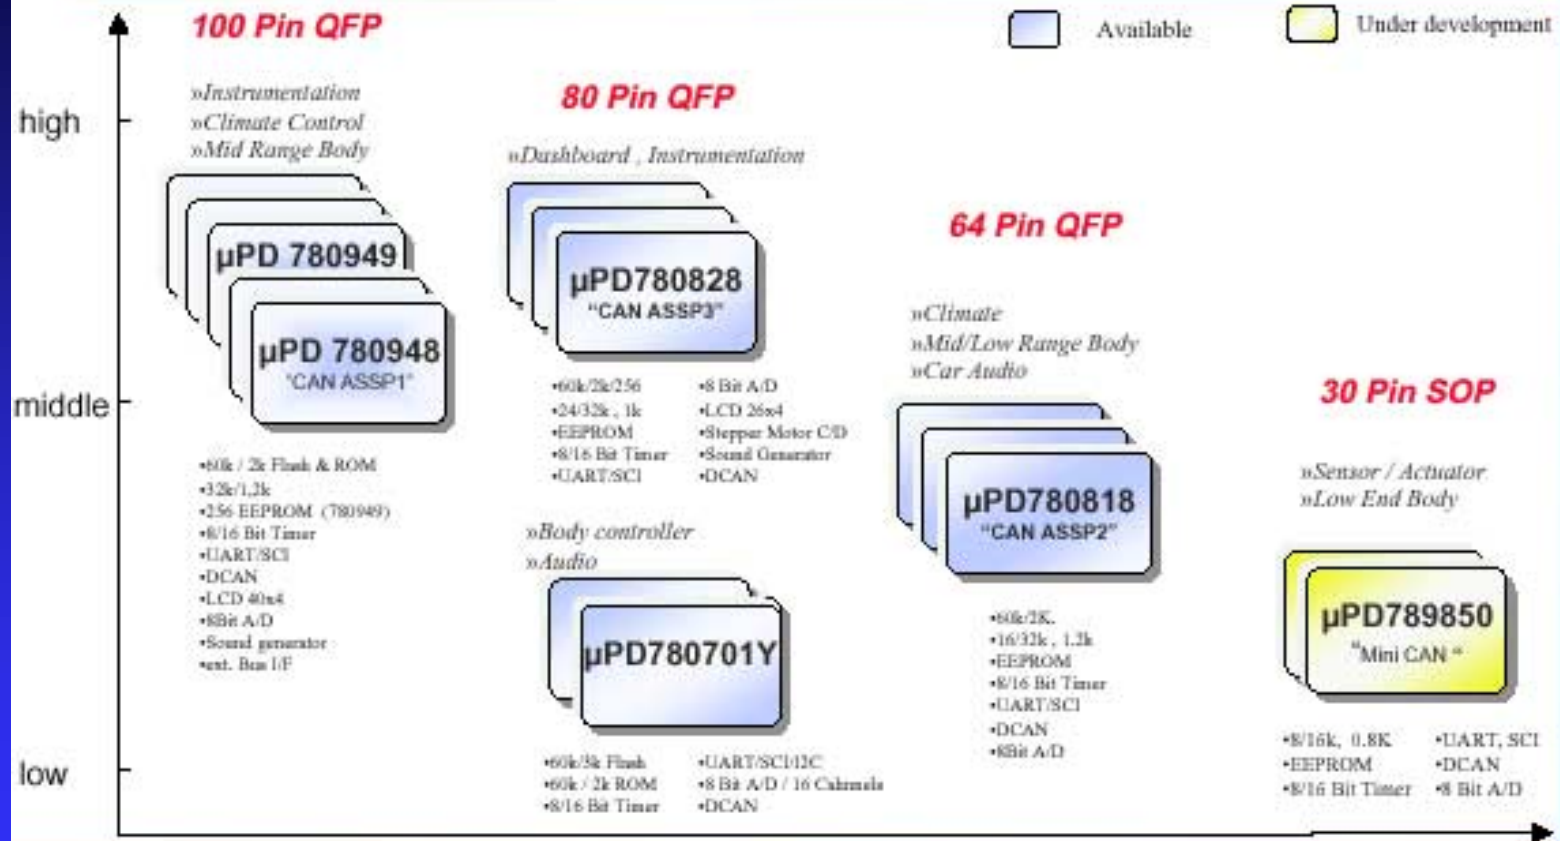 100 Pin QFP
Available
Under development
high
»Instrumentation
»Climate Control
»Mid Range Body
µPD 780949
µPD 780948
"CAN ASSP1"
•60k / 2k Flash & ROM
•32k/1,2k
•256 EEPROM (780949)
•8/16 Bit Timer
•UART/SCI
•DCAN
•LCD 40x4
•8Bit A/D
•Sound generator
•ext. Bus I/F
80 Pin QFP
»Dashboard , Instrumentation
µPD780828
"CAN ASSP3"
•60k/2k/256
•24/32k , 1k
•EEPROM
•8/16 Bit Timer
•UART/SCI
•8 Bit A/D
•LCD 26x4
•Stepper Motor C/D
•Sound Generator
•DCAN
»Body controller
»Audio
µPD780701Y
•60k/3k Flash
•60k / 2k ROM
•8/16 Bit Timer
•UART/SCI/I2C
•8 Bit A/D / 16 Cahnnels
•DCAN
64 Pin QFP
»Climate
»Mid/Low Range Body
»Car Audio
µPD780818
"CAN ASSP2"
•60k/2K.
•16/32k , 1.2k
•EEPROM
•8/16 Bit Timer
•UART/SCI
•DCAN
•8Bit A/D
30 Pin SOP
»Sensor / Actuator
»Low End Body
µPD789850
"Mini CAN "
•8/16k, 0.8K
•EEPROM
•8/16 Bit Timer
•UART, SCI
•DCAN
•8 Bit A/D
middle
low